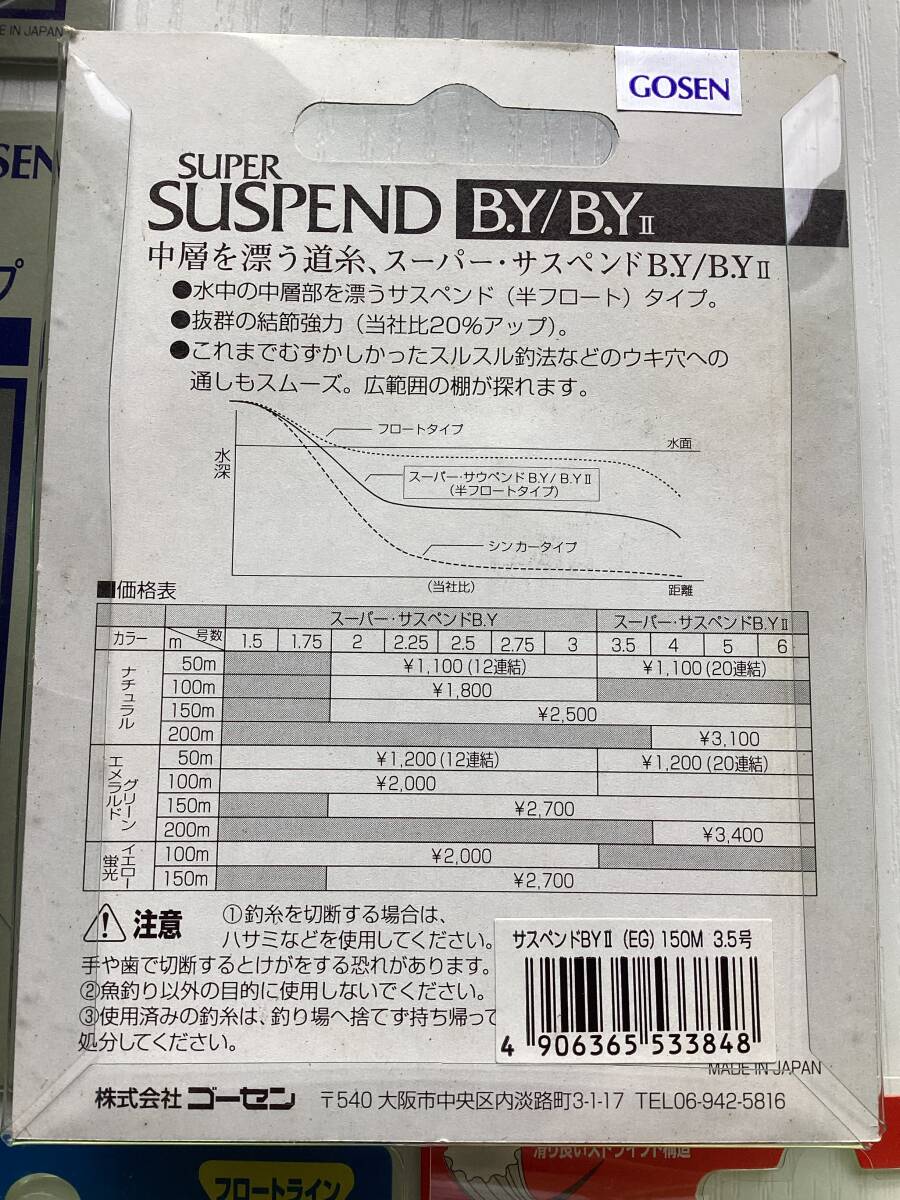 E IN JAPAN
SEN
プ
GOSEN
SUPER
SUSPEND B.Y/B.Y Ⅱ
中層を漂う道糸、スーパー・サスペンドB.Y/B.YⅡ
●水中の中層部を漂うサスペンド（半フロート）タイプ。
●抜群の結節強力（当社比20%アップ）。
●これまでむずかしかったスルスル釣法などのウキ穴への
通しもスムーズ。広範囲の棚が探れます。
フロートタイプ
水面
水深
スーパー・サウペンドB.Y/B.YⅡ
（半フロートタイプ）
シンカータイプ
（当社比）
距離
■価格表
スーパー・サスペンドB.Y スーパー・サスペンドB.YⅡ
カラー m 号数 1.5 1.75 2 2.25 2.5 2.75 3 3.5 4 5 6
ナチュラル
50m ¥1,100(12連結) ¥1,100(20連結)
100m ¥1,800
150m ¥2,500
200m ¥3,100
エメラルド
グリーン
50m ¥1,200(12連結) ¥1,200(20連結)
100m ¥2,000
150m ¥2,700
200m ¥3,400
蛍光
イエロー
100m ¥2,000
150m ¥2,700
注意
①釣糸を切断する場合は、
ハサミなどを使用してください。
手や歯で切断するとけがをする恐れがあります。
②魚釣り以外の目的に使用しないでください。
③使用済みの釣糸は、釣り場へ捨てず持ち帰って
処分してください。
サスペンドBYⅡ (EG) 150M 3.5号
4 906365 533848
MADE IN JAPAN
株式会社 ゴーセン 〒540 大阪市中央区内淡路町3-1-17 TEL06-942-5816
滑り良いストライプト構造
フロートライン